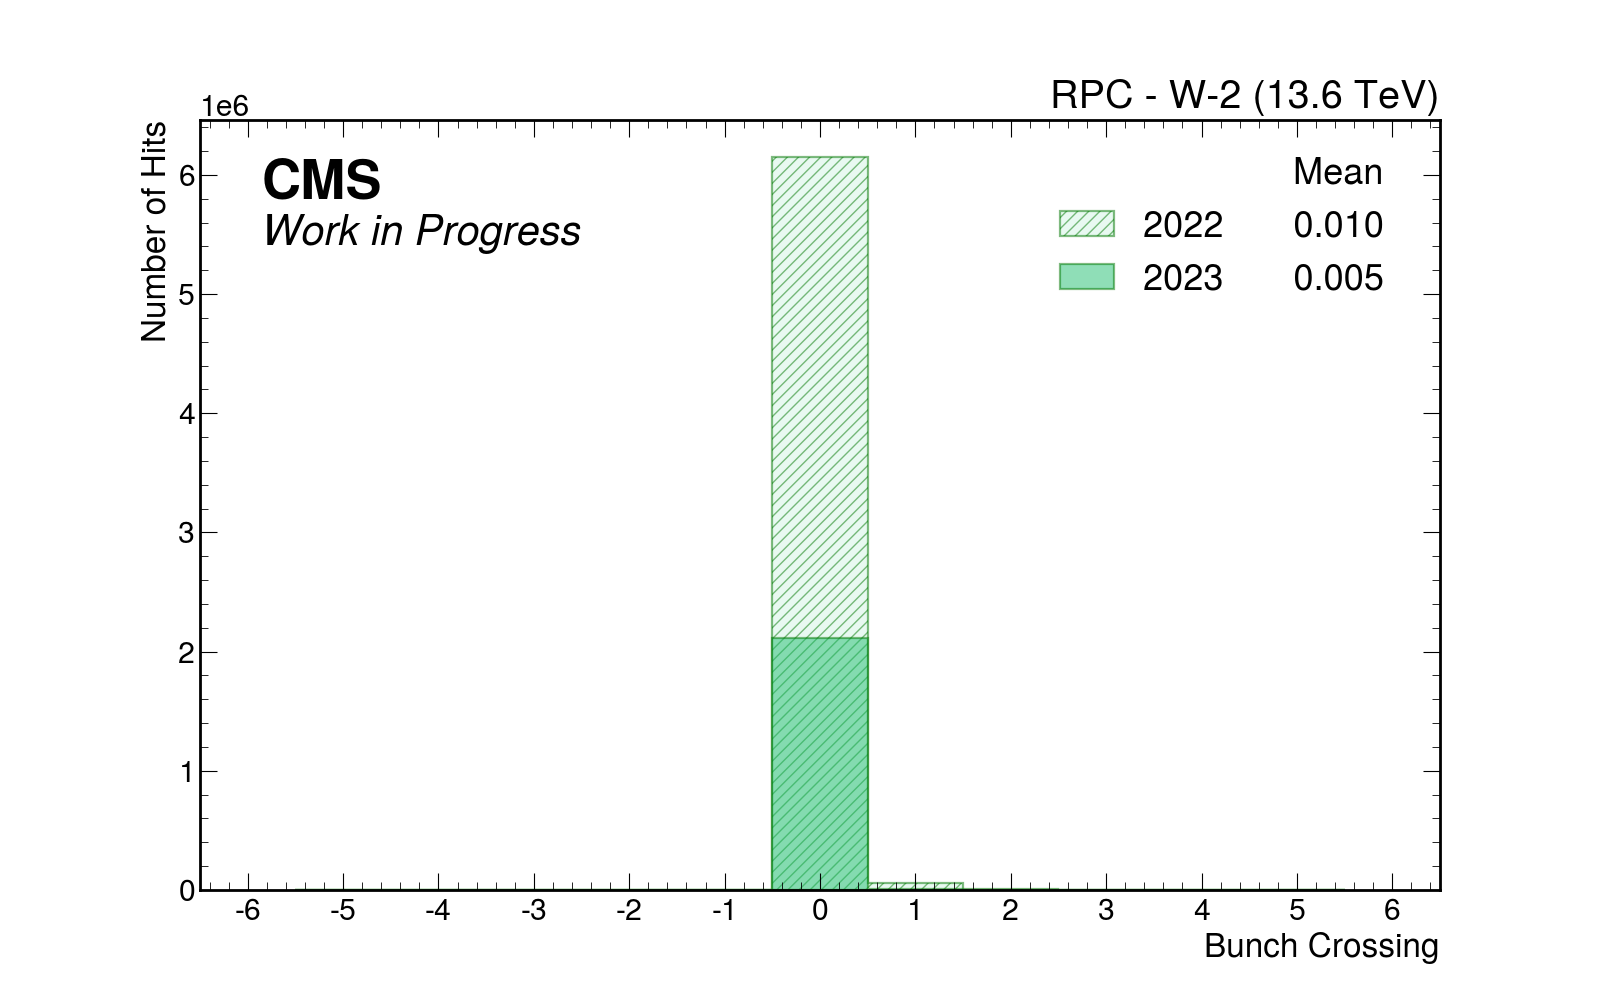 RPC - W-2 (13.6 TeV)
1e6
Number of Hits
CMS
Work in Progress
Mean
2022 0.010
2023 0.005
6
5
4
3
2
1
0
-6 -5 -4 -3 -2 -1 0 1 2 3 4 5 6
Bunch Crossing